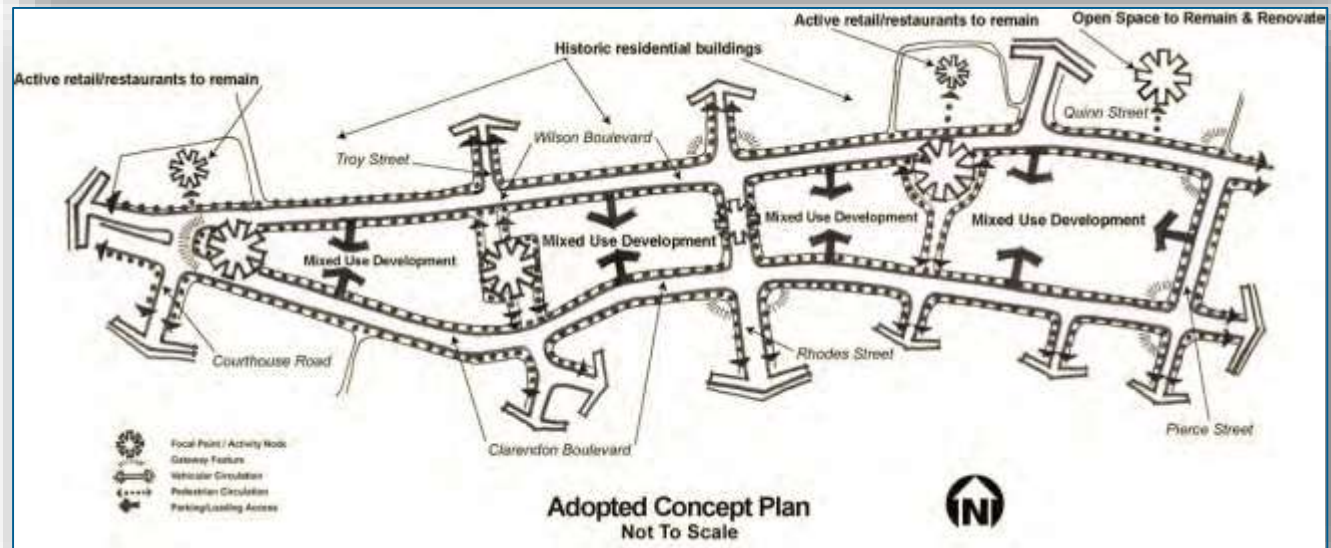 Active retail/restaurants to remain
Open Space to Remain & Renovate
Historic residential buildings
Active retail/restaurants to remain
Quinn Street
Wilson Boulevard
Troy Street
Mixed Use Development
Mixed Use Development
Mixed Use Development
Mixed Use Development
Courthouse Road
Rhodes Street
Clarendon Boulevard
Pierce Street
Focal Point / Activity Node
Gateway Feature
Vehicular Circulation
Pedestrian Circulation
Parking/Loading Access
Adopted Concept Plan
Not To Scale
N